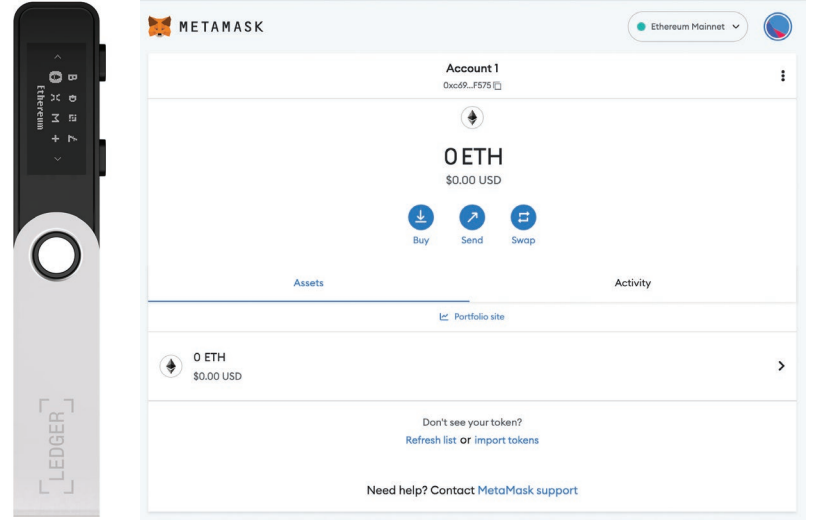 Ethereum
LEDGER
METAMASK
Ethereum Mainnet
Account 1
0xc69...F575
0 ETH
$0.00 USD
Buy
Send
Swap
Assets
Activity
Portfolio site
0 ETH
$0.00 USD
Don't see your token?
Refresh list or import tokens
Need help? Contact MetaMask support